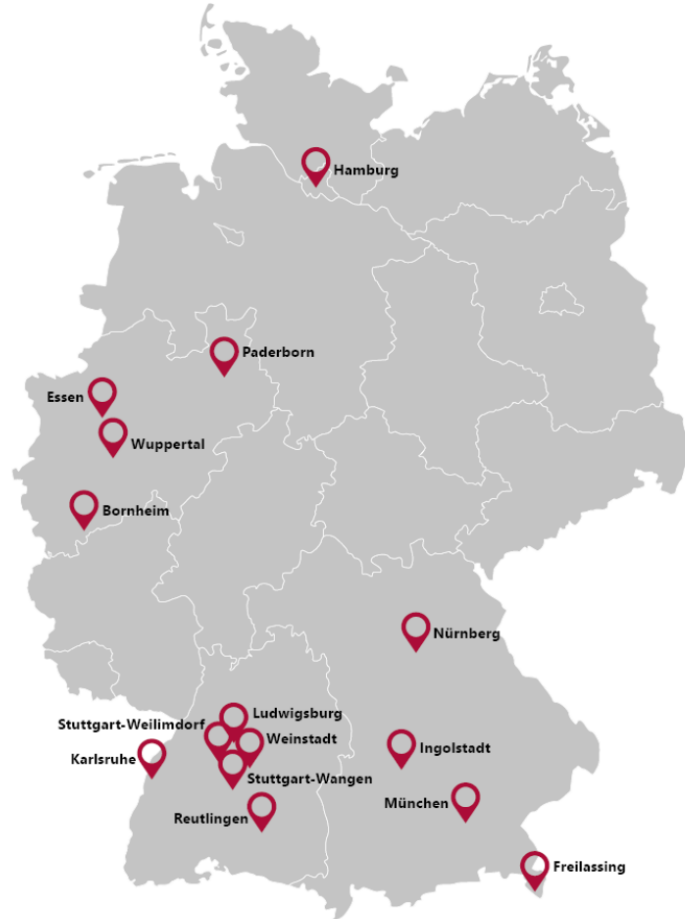 Hamburg
Paderborn
Essen
Wuppertal
Bornheim
Nürnberg
Ludwigsburg
Stuttgart-Weilimdorf
Weinstadt
Karlsruhe
Ingolstadt
Stuttgart-Wangen
München
Reutlingen
Freilassing